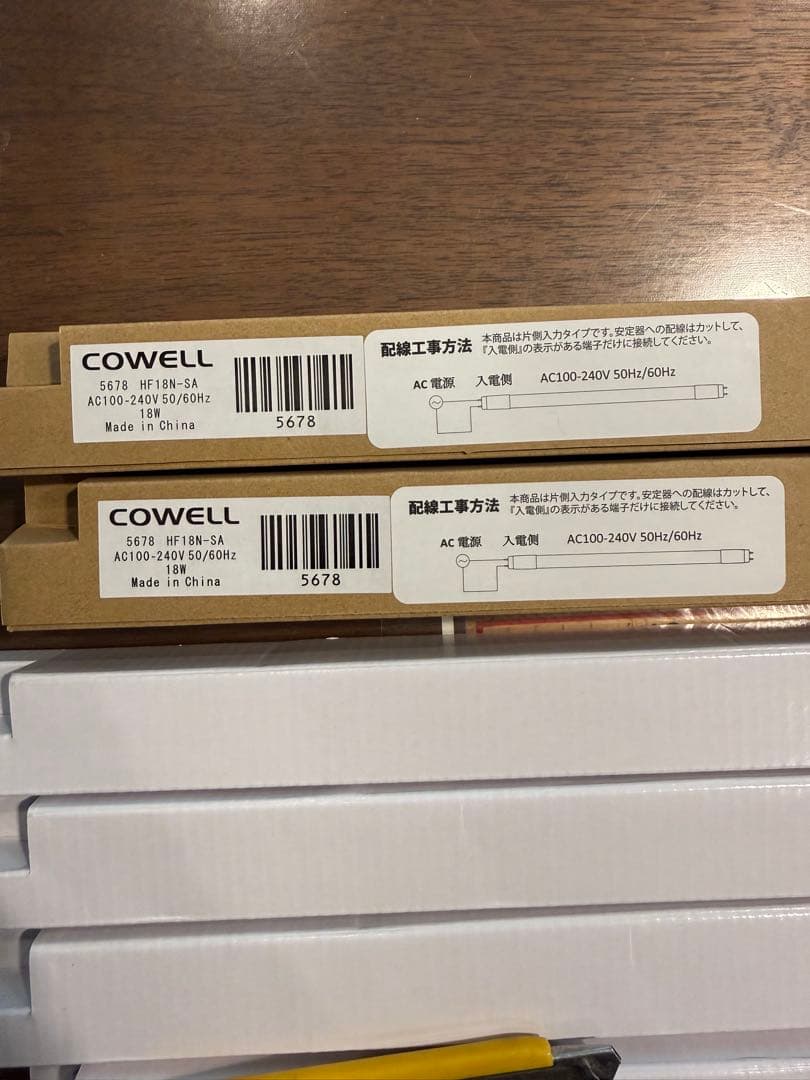 COWELL
5678 HF18N-SA
AC100-240V 50/60Hz
18W
Made in China
5678
配線工事方法
本商品は片側入力タイプです。安定器への配線はカットして、
『入電側』の表示がある端子だけに接続してください。
AC 電源 入電側 AC100-240V 50Hz/60Hz
COWELL
5678 HF18N-SA
AC100-240V 50/60Hz
18W
Made in China
5678
配線工事方法
本商品は片側入力タイプです。安定器への配線はカットして、
『入電側』の表示がある端子だけに接続してください。
AC 電源 入電側 AC100-240V 50Hz/60Hz